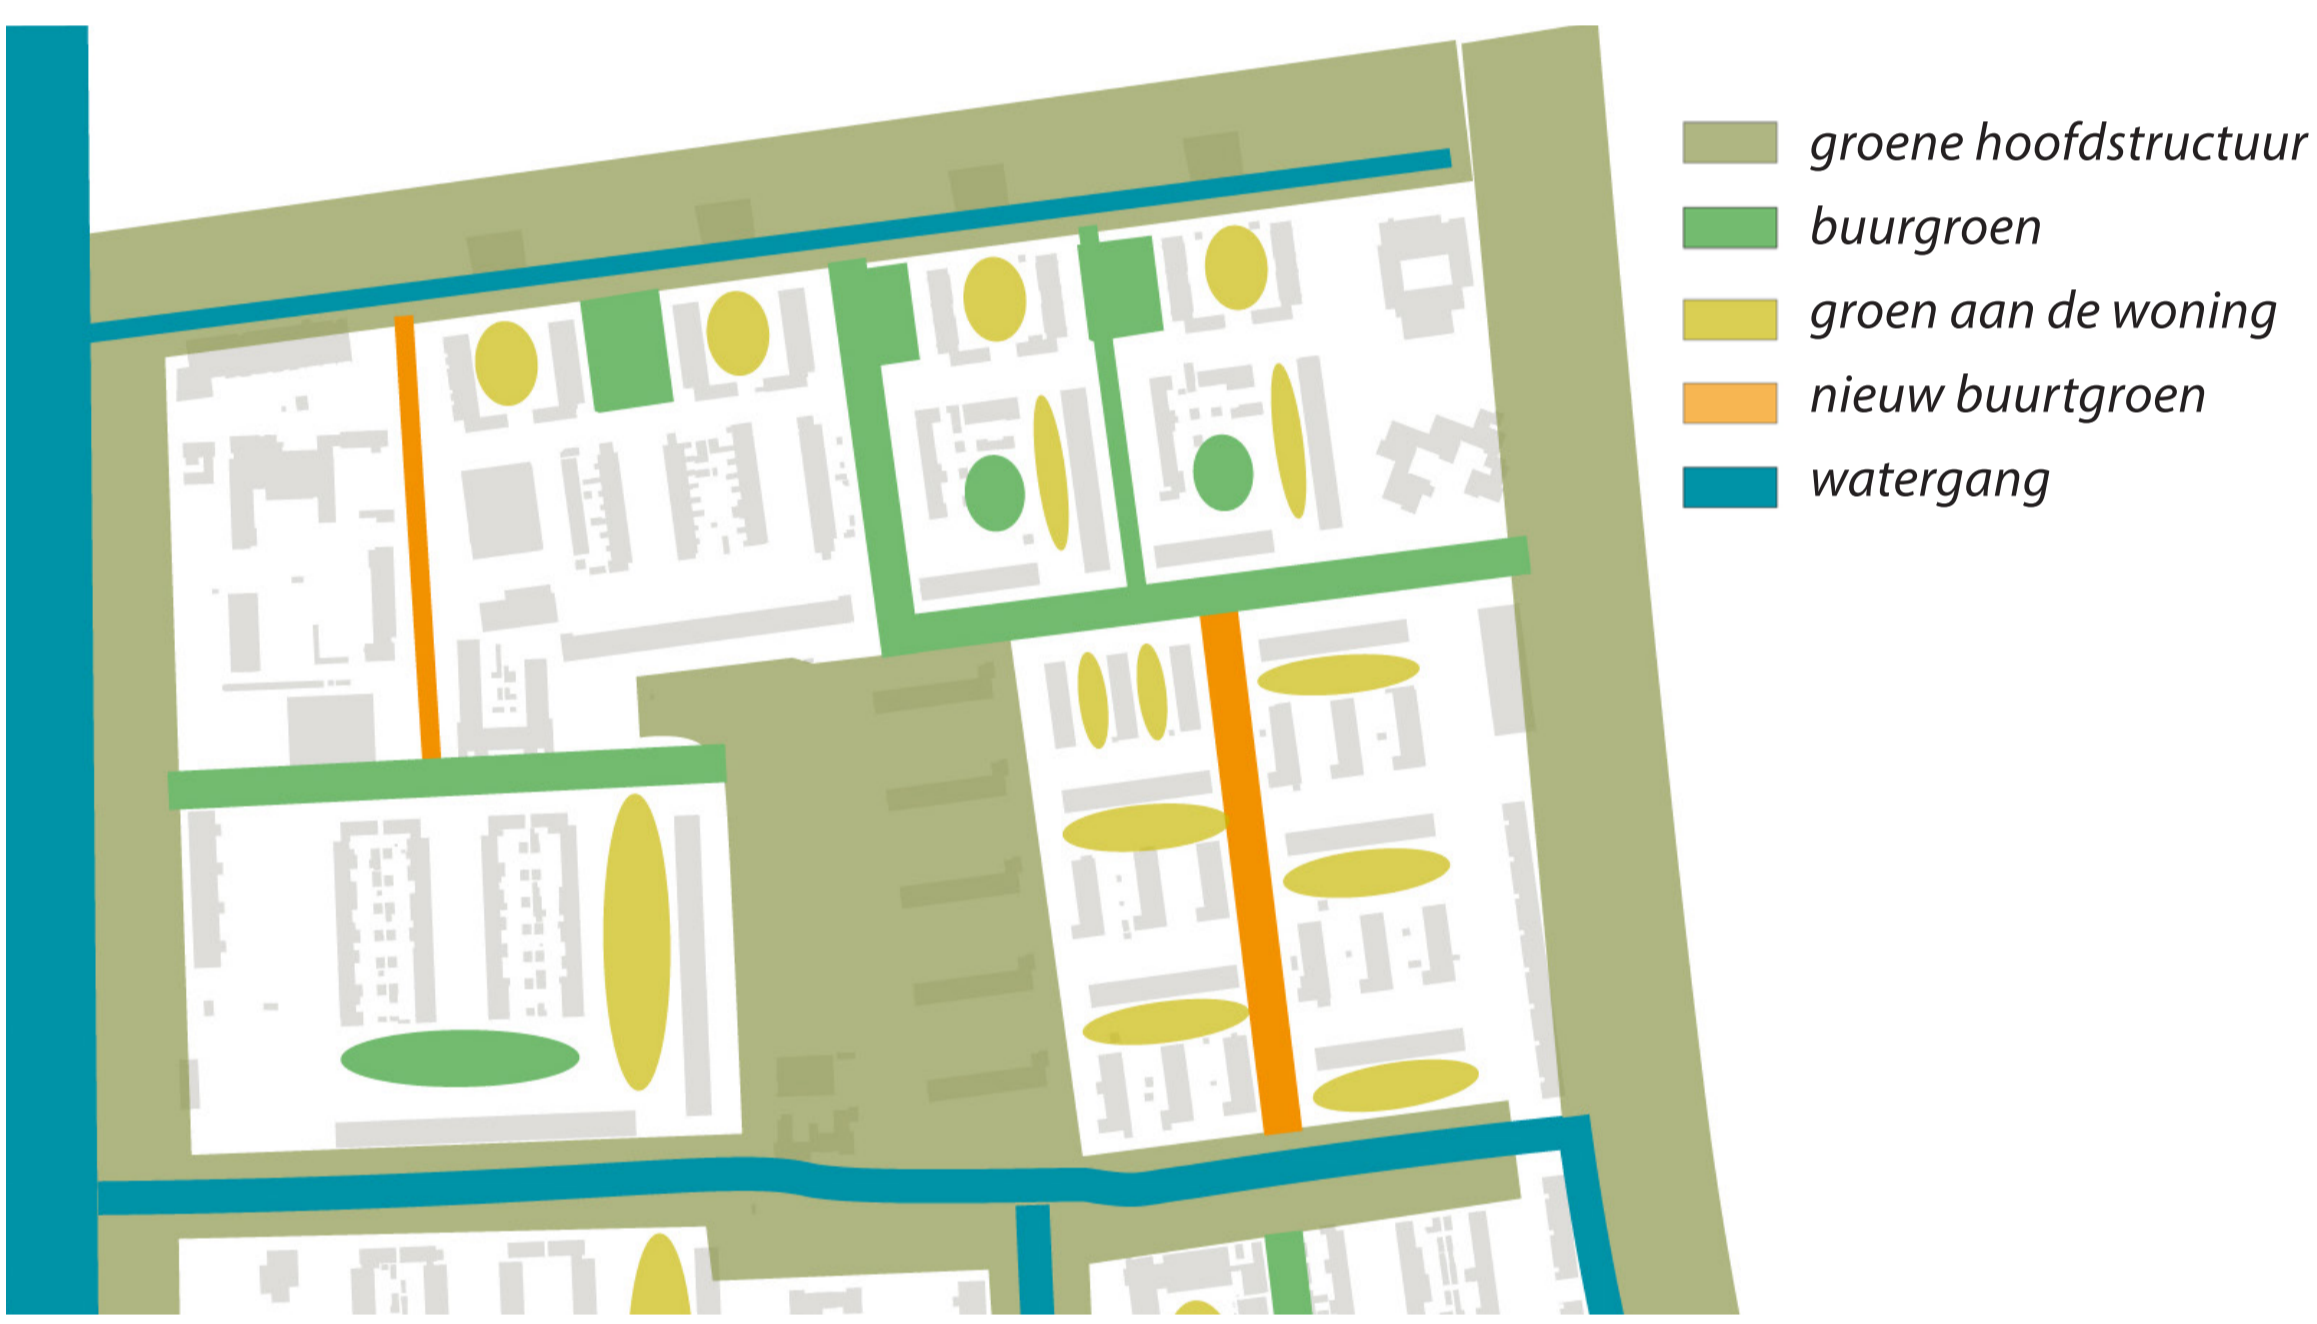 groene hoofdstructuur
buurgroen
groen aan de woning
nieuw buurtgroen
watergang